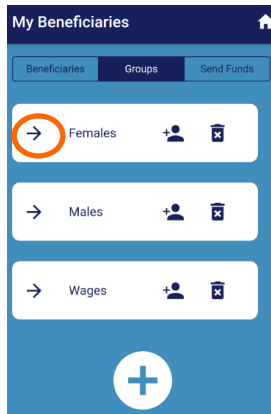 My Beneficiaries
Beneficiaries Groups Send Funds
Females
Males
Wages